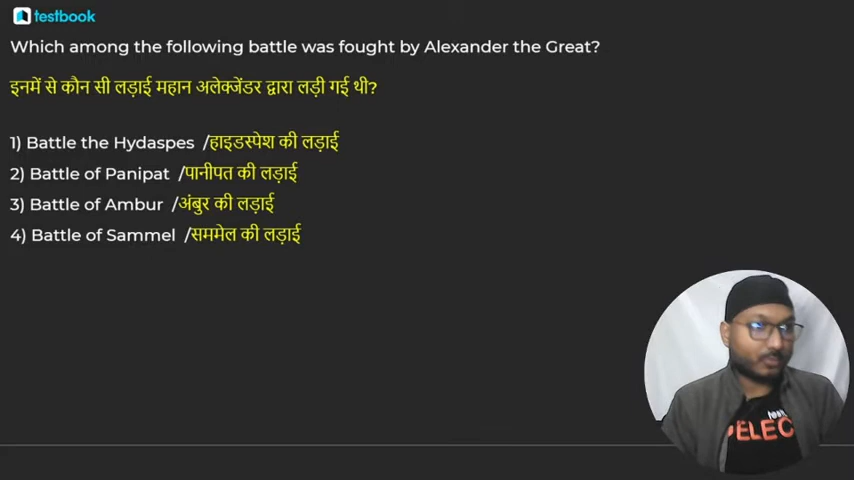 testbook
Which among the following battle was fought by Alexander the Great?
इनमें से कौन सी लड़ाई महान अलेक्जेंडर द्वारा लड़ी गई थी?
1) Battle the Hydaspes /हाइडस्पेश की लड़ाई
2) Battle of Panipat /पानीपत की लड़ाई
3) Battle of Ambur /अंबुर की लड़ाई
4) Battle of Sammel /सममेल की लड़ाई